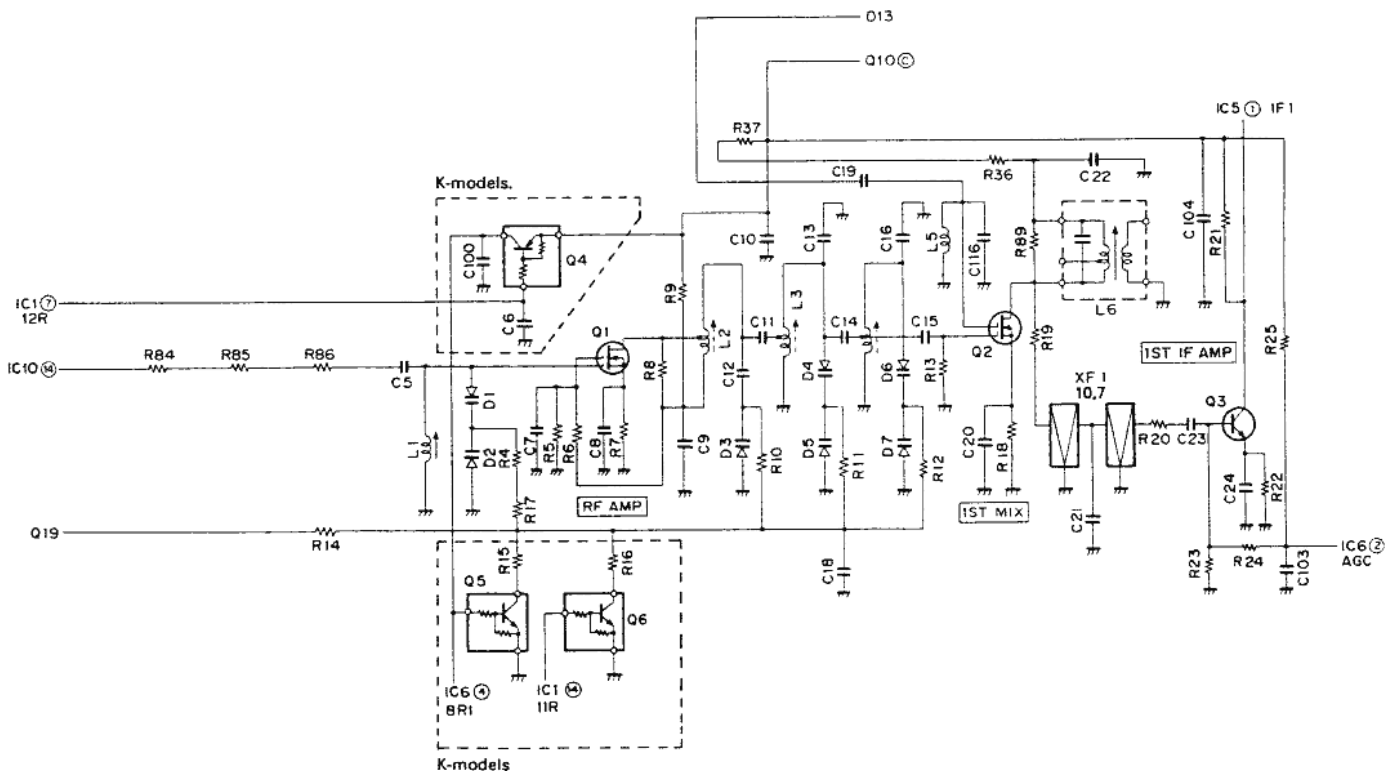 D13
Q10 Ⓒ
IC5 ① IF1
R37
R36
C22
C19
K-models.
C100
Q4
C6
IC1 ⑦
12R
R9
C10
C13
C16
L5
C116
R89
L6
C104
R21
R25
IC10 ⑭
R84
R85
R86
C5
Q1
R8
L2
C11
L3
C14
C15
Q2
R19
1ST IF AMP
L1
D1
D2
R4
R17
C7
R5
R6
C8
R7
C9
C12
D3
R10
D4
D5
R11
D6
D7
R12
R13
C20
R18
XF 1
10.7
R20
C23
Q3
C24
R22
C21
RF AMP
1ST MIX
Q19
R14
C18
R23
R24
C103
IC6 ②
AGC
R15
R16
Q5
Q6
IC6 ④
8R1
IC1 ⑭
11R
K-models